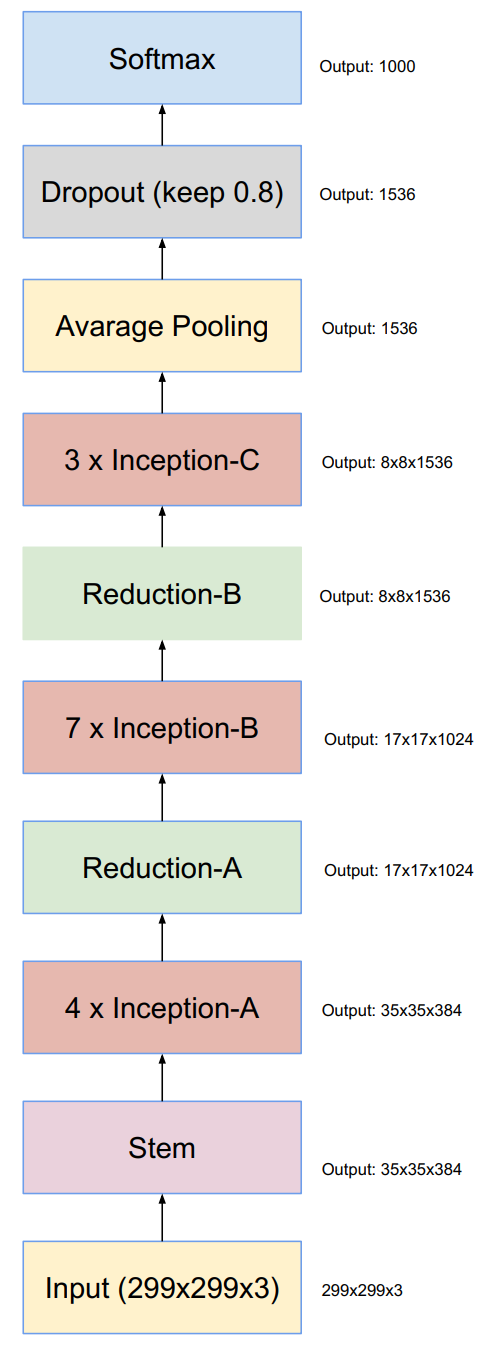 Softmax
Output: 1000
Dropout (keep 0.8)
Output: 1536
Avarage Pooling
Output: 1536
3 x Inception-C
Output: 8x8x1536
Reduction-B
Output: 8x8x1536
7 x Inception-B
Output: 17x17x1024
Reduction-A
Output: 17x17x1024
4 x Inception-A
Output: 35x35x384
Stem
Output: 35x35x384
Input (299x299x3)
299x299x3